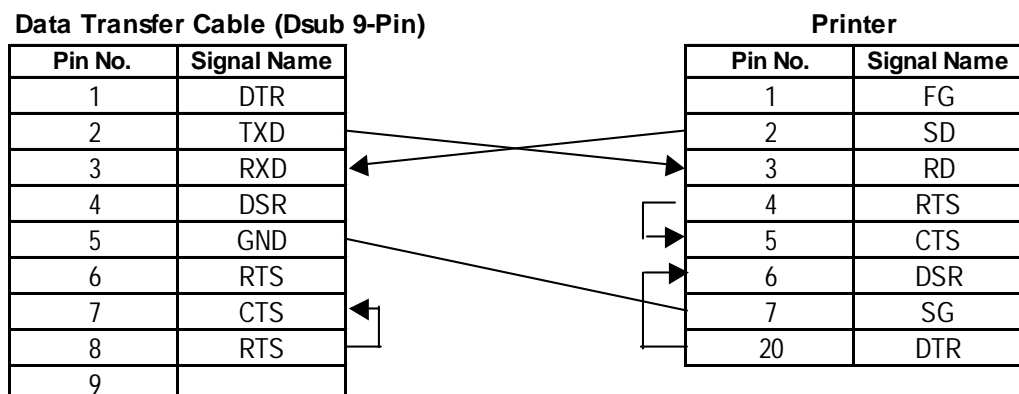 Data Transfer Cable (Dsub 9-Pin) Printer
Pin No. Signal Name Pin No. Signal Name
1 DTR 1 FG
2 TXD 2 SD
3 RXD 3 RD
4 DSR 4 RTS
5 GND 5 CTS
6 RTS 6 DSR
7 CTS 7 SG
8 RTS 20 DTR
9